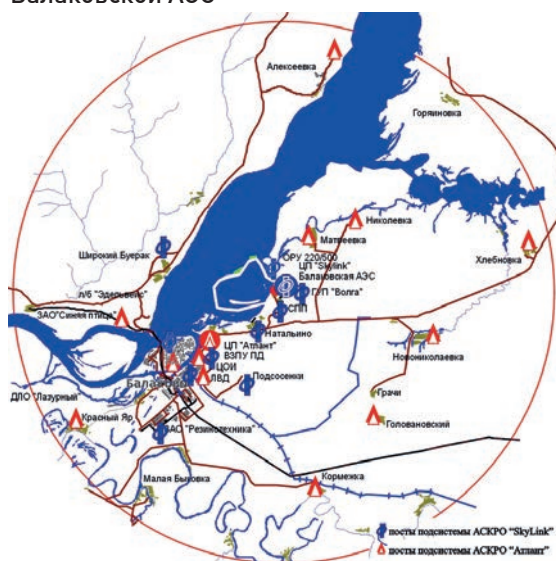 Балаковской АЭС
Алексеевка
Горяиновка
Николевка
Матвеевка
Хлебновка
Широкий Буерак
ОРУ 220/500
ЦП "Skylink"
Балаковская АЭС
ГУП "Волга"
СПП
л/б "Эдельвейс"
ЗАО"Синяя птица"
Натальино
ЦП "Атлант"
ВЗПУ ПД
ЦОИ
ЛВД
Новониколаевка
Балаково
Подсосенки
ДЛО "Лазурный"
Грачи
Красный Яр
Головановский
ЗАО "Резинотехника"
Малая Быковка
Кормежка
посты подсистемы АСКРО "SkyLink"
посты подсистемы АСКРО "Атлант"